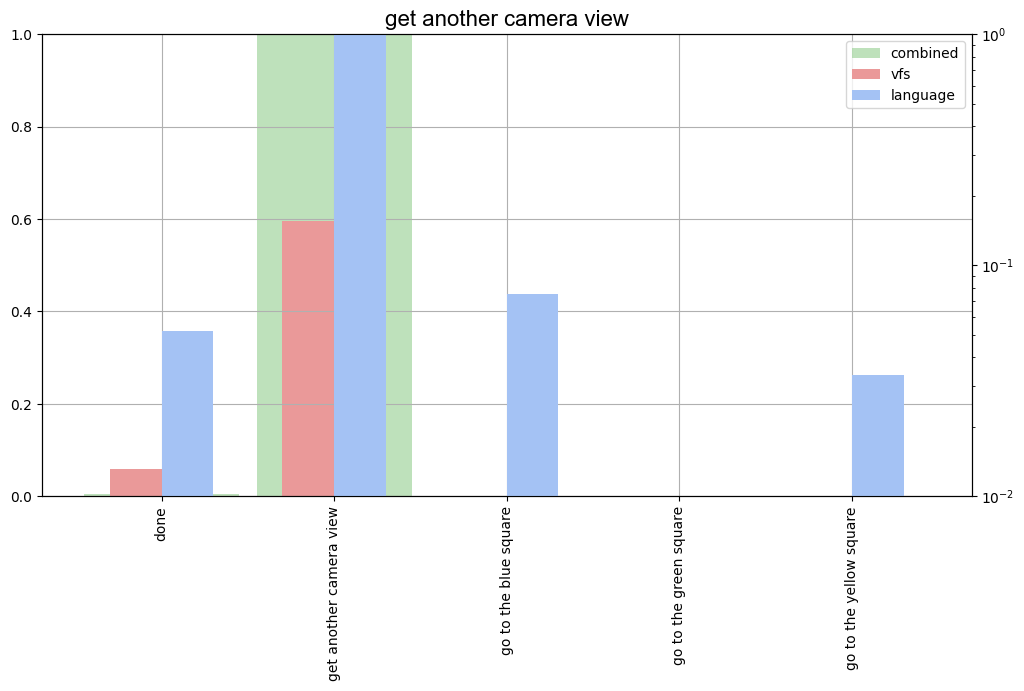 get another camera view
1.0
0.8
0.6
0.4
0.2
0.0
10^0
10^-1
10^-2
combined
vfs
language
done
get another camera view
go to the blue square
go to the green square
go to the yellow square